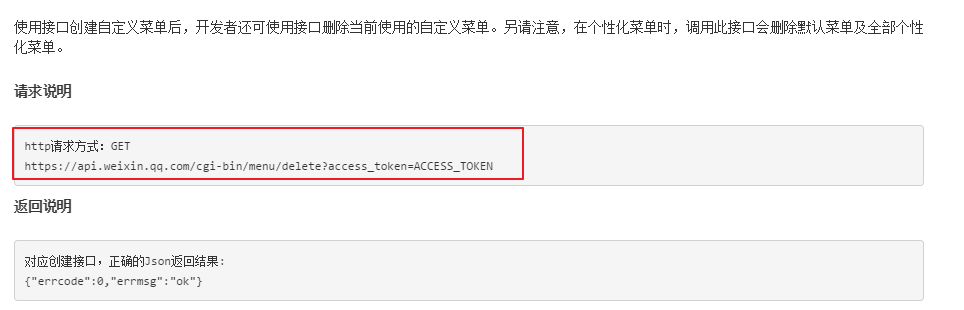 使用接口创建自定义菜单后，开发者还可使用接口删除当前使用的自定义菜单。另请注意，在个性化菜单时，调用此接口会删除默认菜单及全部个性
化菜单。
请求说明
http请求方式：GET
https://api.weixin.qq.com/cgi-bin/menu/delete?access_token=ACCESS_TOKEN
返回说明
对应创建接口，正确的Json返回结果:
{"errcode":0,"errmsg":"ok"}